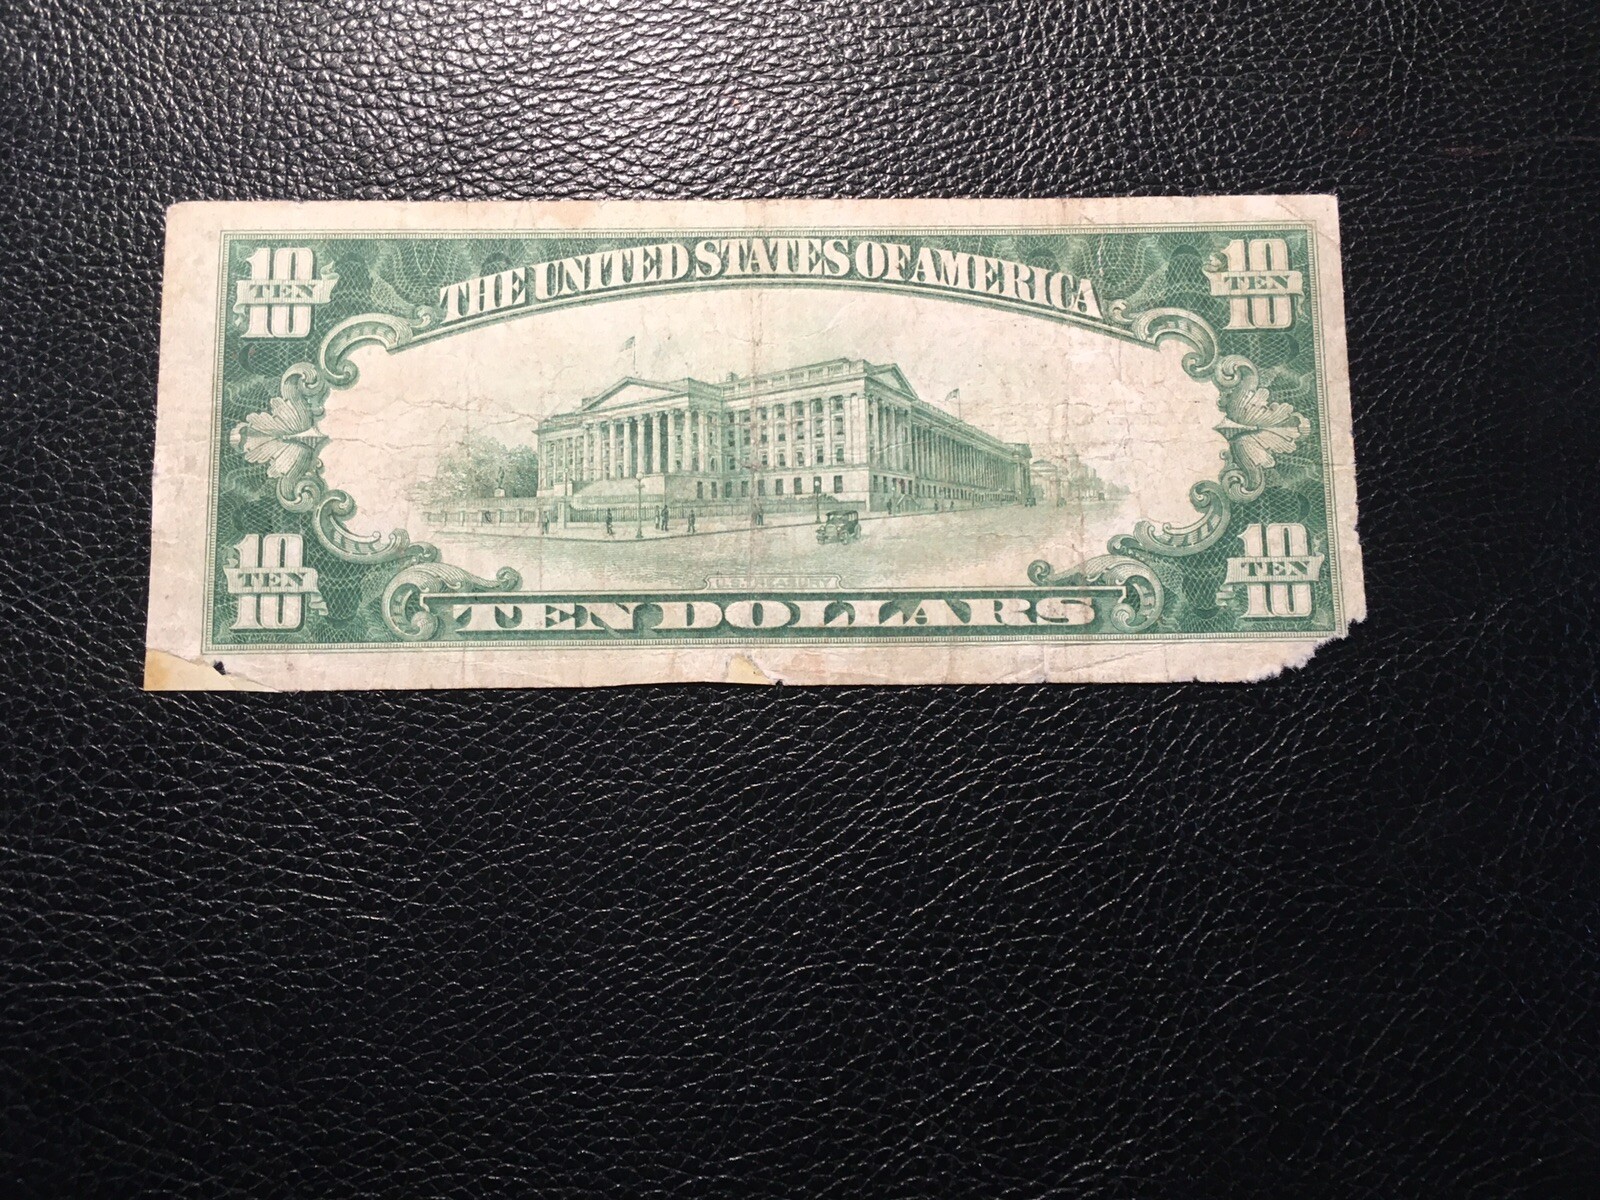 10 TEN 10
THE UNITED STATES OF AMERICA
10 TEN 10
10 TEN 10
U.S. TREASURY
TEN DOLLARS
10 TEN 10